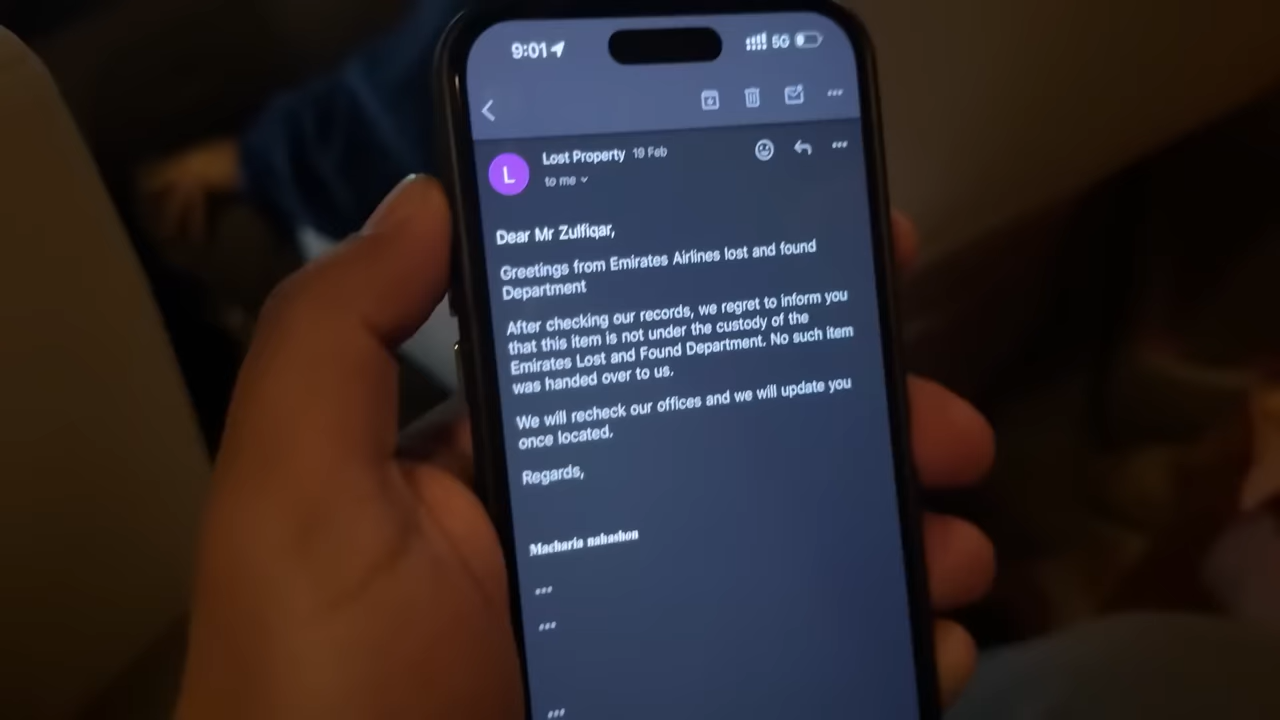 9:01 5G
L
Lost Property 19 Feb
to me
Dear Mr Zulfiqar,
Greetings from Emirates Airlines lost and found
Department
After checking our records, we regret to inform you
that this item is not under the custody of the
Emirates Lost and Found Department. No such item
was handed over to us.
We will recheck our offices and we will update you
once located.
Regards,
Macharia nahashon